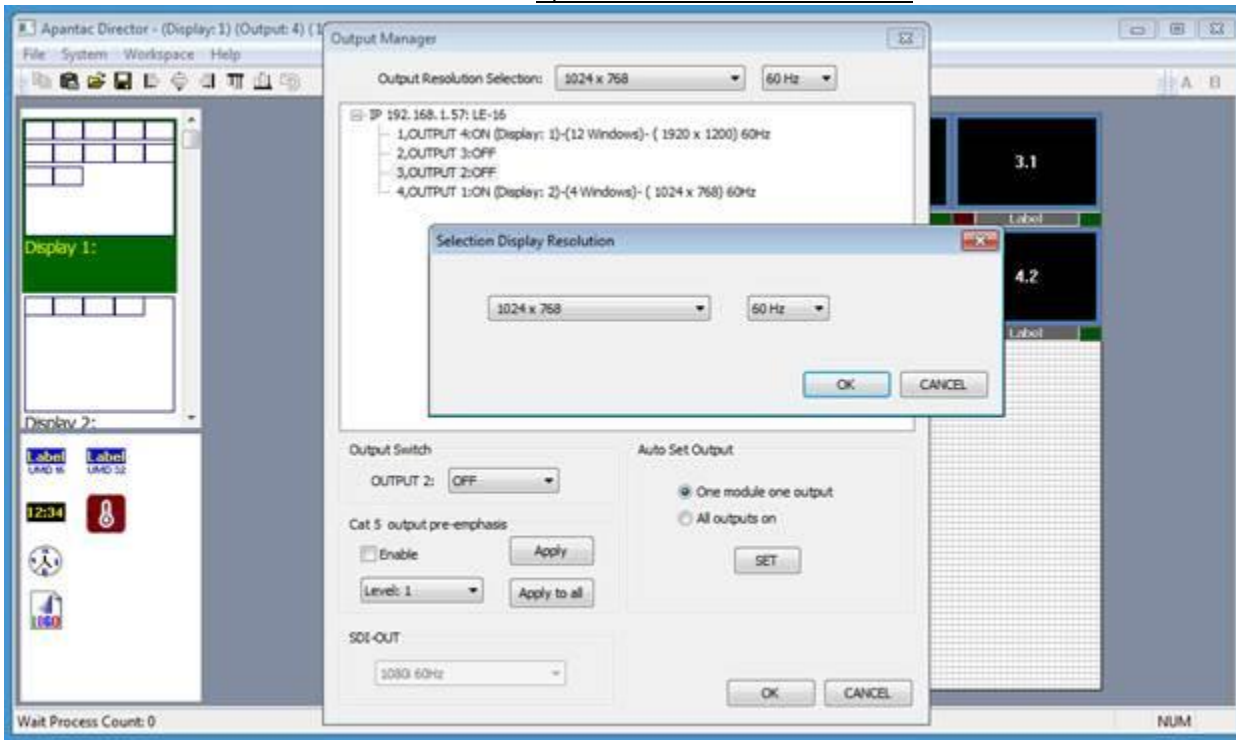 Apantac Director - (Display: 1) (Output: 4) (1
File System Workspace Help
A B
Display 1:
Display 2:
Label Label
UMD 16 UMD 32
12:34
LOGO
Wait Process Count: 0
NUM
3.1
Label
4.2
Label
Output Manager
Output Resolution Selection: 1024 x 768 60 Hz
IP 192.168.1.57: LE-16
1,OUTPUT 4:ON (Display: 1)-(12 Windows)- ( 1920 x 1200) 60Hz
2,OUTPUT 3:OFF
3,OUTPUT 2:OFF
4,OUTPUT 1:ON (Display: 2)-(4 Windows)- ( 1024 x 768) 60Hz
Selection Display Resolution
1024 x 768 60 Hz
OK CANCEL
Output Switch
OUTPUT 2: OFF
Cat 5 output pre-emphasis
Enable Apply
Level: 1 Apply to all
SDI-OUT
1080i 60Hz
Auto Set Output
One module one output
All outputs on
SET
OK CANCEL